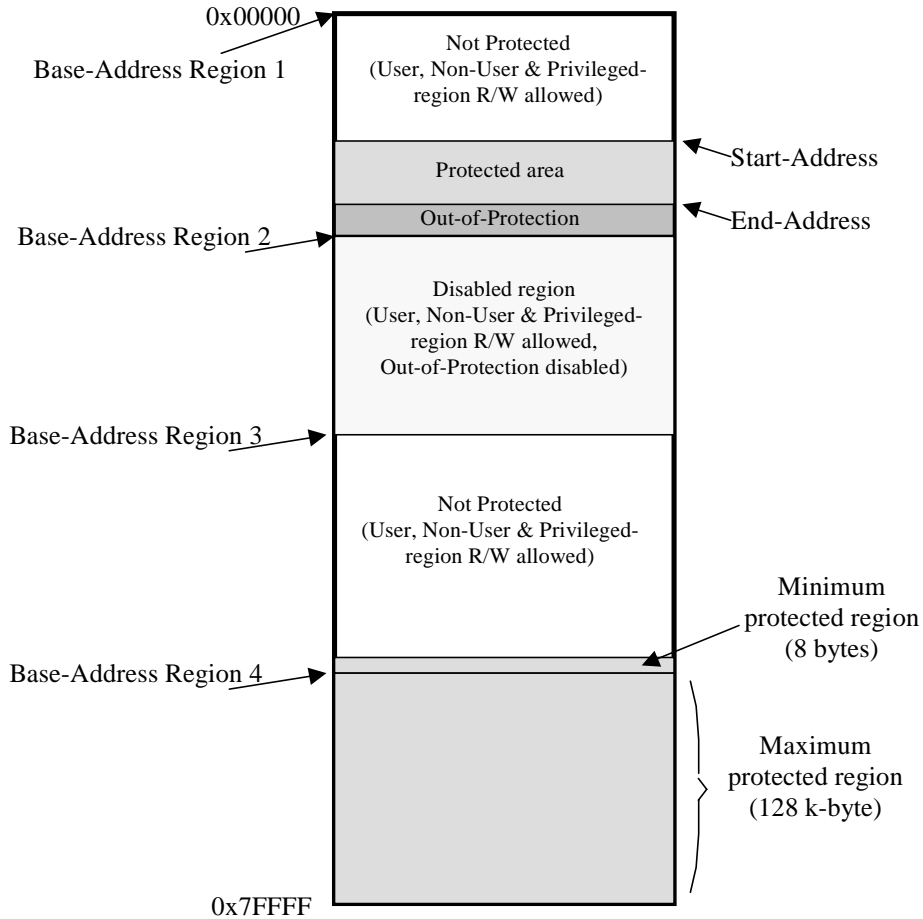 0x00000
Base-Address Region 1
Not Protected
(User, Non-User & Privileged-
region R/W allowed)
Start-Address
Protected area
Out-of-Protection
End-Address
Base-Address Region 2
Disabled region
(User, Non-User & Privileged-
region R/W allowed,
Out-of-Protection disabled)
Base-Address Region 3
Not Protected
(User, Non-User & Privileged-
region R/W allowed)
Minimum
protected region
(8 bytes)
Base-Address Region 4
Maximum
protected region
(128 k-byte)
0x7FFFF